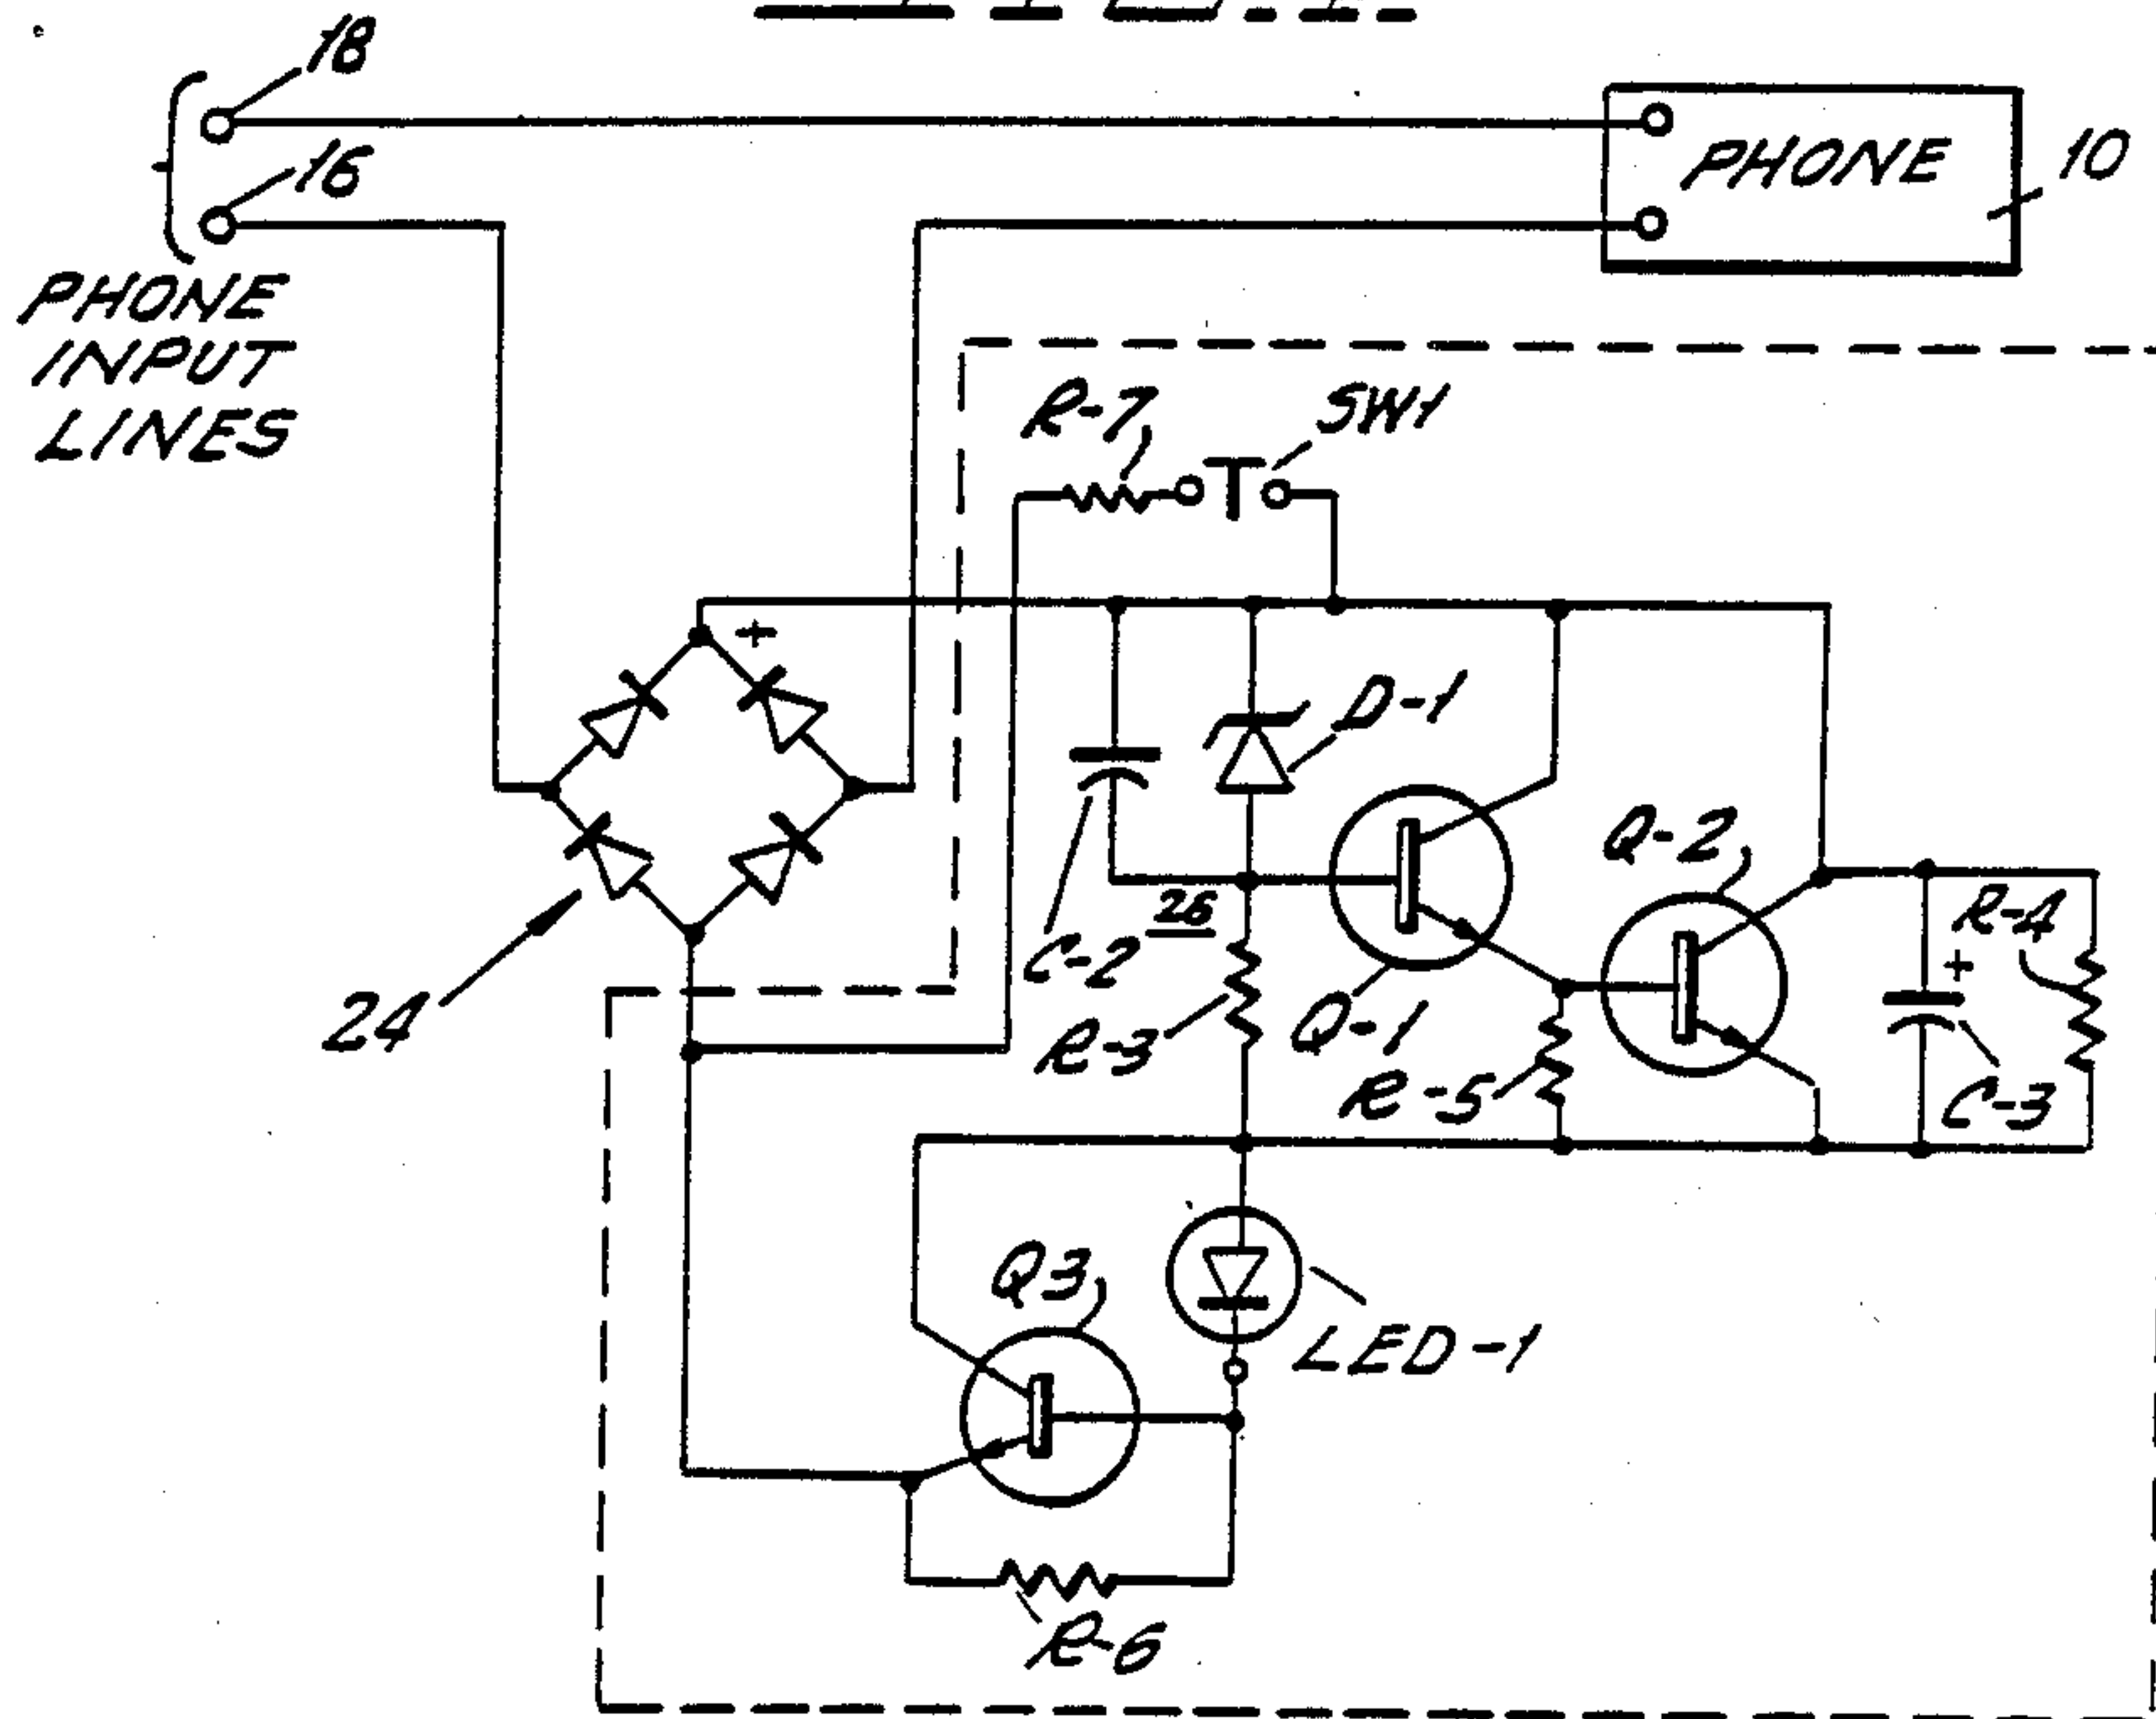 18
16
PHONE
INPUT
LINES
PHONE
10
R-7
SW1
+
D-1
Q-2
24
C-2
26
R-3
Q-1
R-5
R-4
+
C-3
Q3
LED-1
R-6